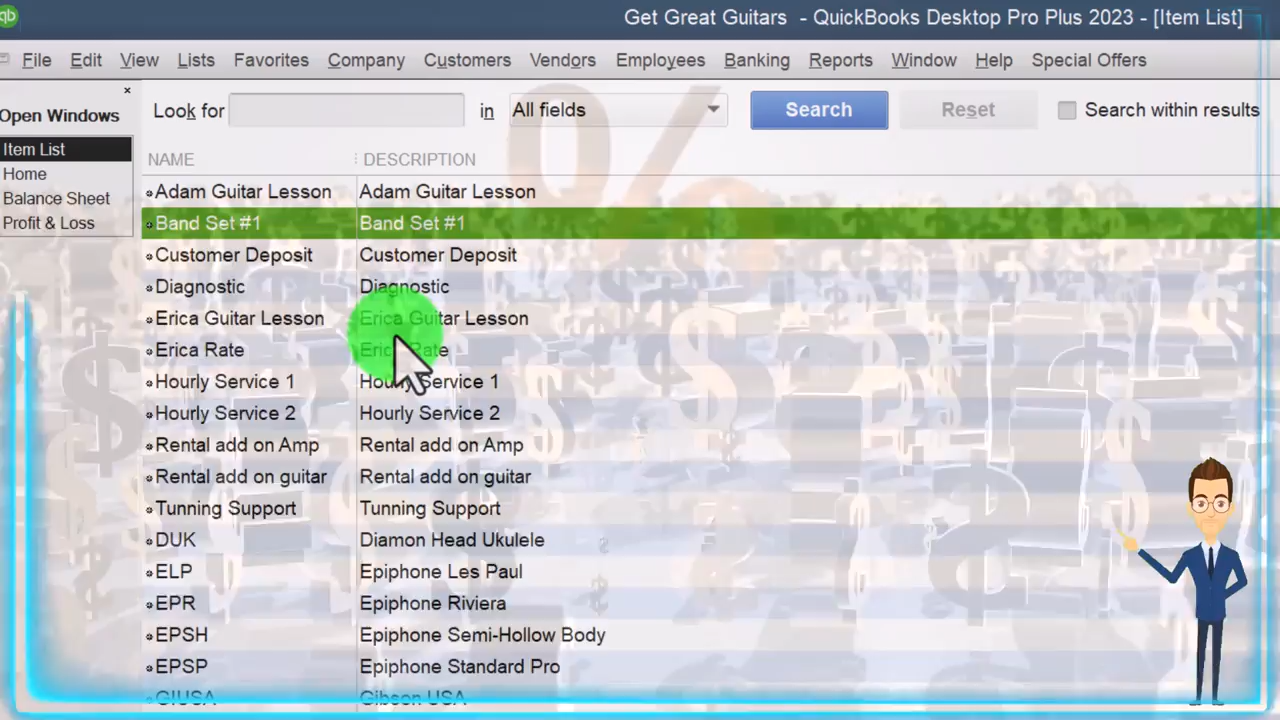 qb Get Great Guitars - QuickBooks Desktop Pro Plus 2023 - [Item List]
File Edit View Lists Favorites Company Customers Vendors Employees Banking Reports Window Help Special Offers
Open Windows
Look for in All fields Search Reset Search within results
Item List
Home
Balance Sheet
Profit & Loss
NAME DESCRIPTION
Adam Guitar Lesson Adam Guitar Lesson
Band Set #1 Band Set #1
Customer Deposit Customer Deposit
Diagnostic Diagnostic
Erica Guitar Lesson Erica Guitar Lesson
Erica Rate Erica Rate
Hourly Service 1 Hourly Service 1
Hourly Service 2 Hourly Service 2
Rental add on Amp Rental add on Amp
Rental add on guitar Rental add on guitar
Tunning Support Tunning Support
DUK Diamon Head Ukulele
ELP Epiphone Les Paul
EPR Epiphone Riviera
EPSH Epiphone Semi-Hollow Body
EPSP Epiphone Standard Pro
GIUSA Gibson USA